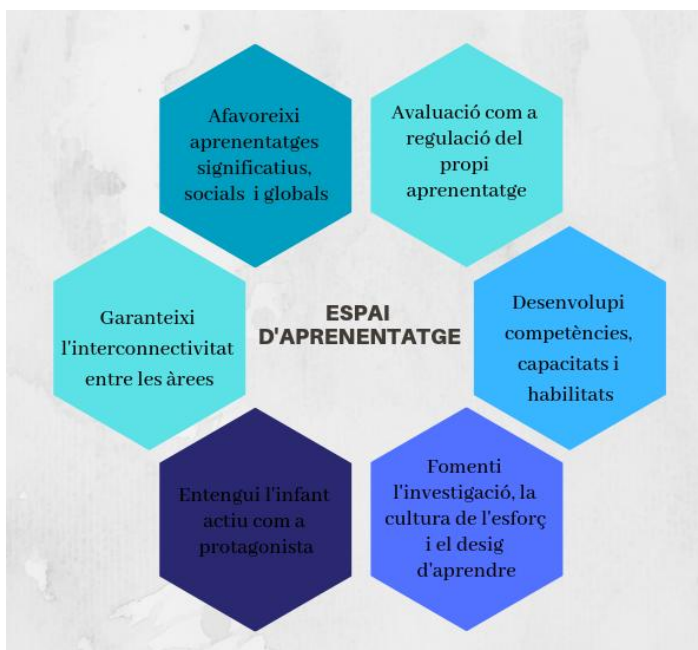 Afavoreixi
aprenentatges
significatius,
socials i globals
Avaluació com a
regulació del
propi
aprenentatge
Garanteixi
l'interconnectivitat
entre les àrees
ESPAI
D'APRENENTATGE
Desenvolupi
competències,
capacitats i
habilitats
Entengui l'infant
actiu com a
protagonista
Fomenti
l'investigació, la
cultura de l'esforç
i el desig
d'aprendre